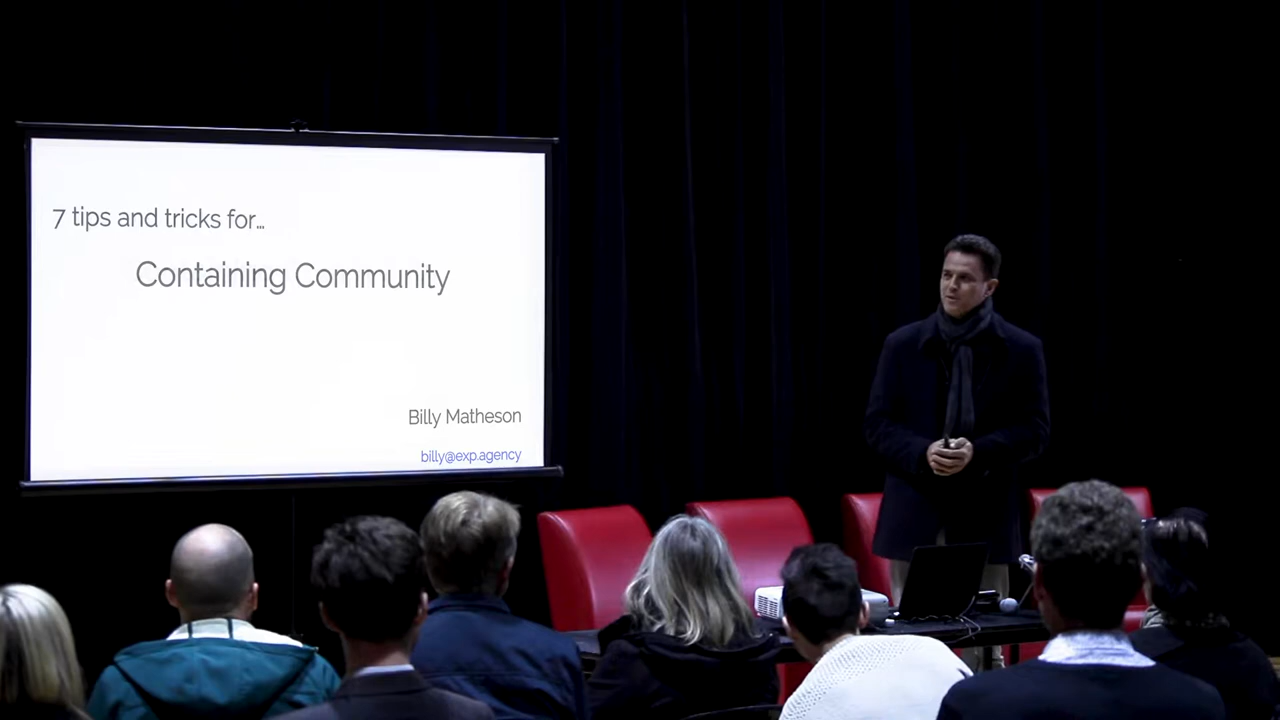 7 tips and tricks for...
Containing Community
Billy Matheson
billy@exp.agency